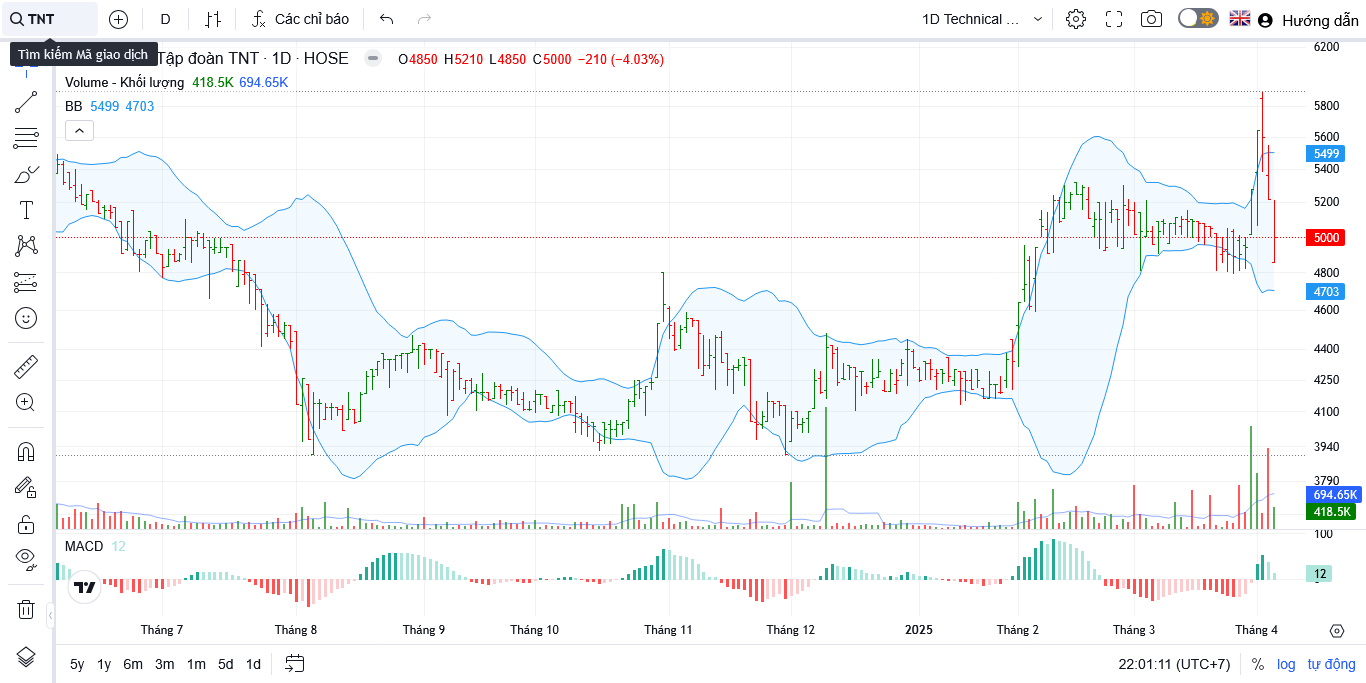 TNT
D
Các chỉ báo
1D Technical ...
Hướng dẫn
Tìm kiếm Mã giao dịch
Tập đoàn TNT · 1D · HOSE
O4850 H5210 L4850 C5000 −210 (−4.03%)
Volume - Khối lượng 418.5K 694.65K
BB 5499 4703
6200
5800
5600
5499
5400
5200
5000
4800
4703
4600
4400
4250
4100
3940
3790
694.65K
418.5K
100
MACD 12
12
Tháng 7
Tháng 8
Tháng 9
Tháng 10
Tháng 11
Tháng 12
2025
Tháng 2
Tháng 3
Tháng 4
5y 1y 6m 3m 1m 5d 1d
22:01:11 (UTC+7)
% log tự động